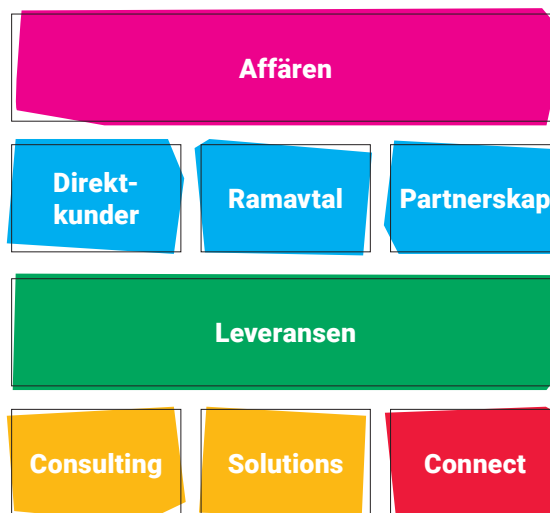 Affären
Direkt-
kunder
Ramavtal
Partnerskap
Leveransen
Consulting
Solutions
Connect